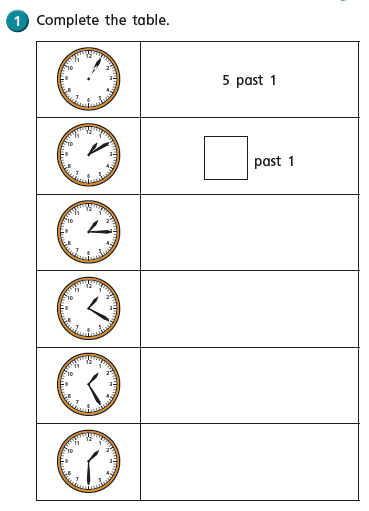 1 Complete the table.
5 past 1
past 1